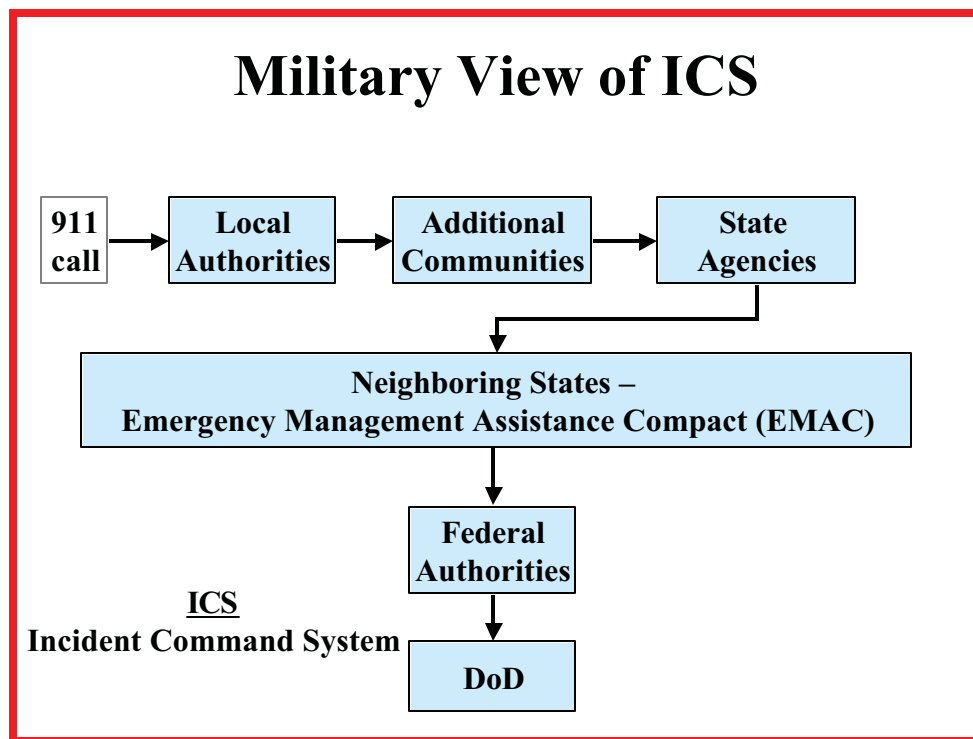 Military View of ICS
911
call
Local
Authorities
Additional
Communities
State
Agencies
Neighboring States –
Emergency Management Assistance Compact (EMAC)
Federal
Authorities
ICS
Incident Command System
DoD